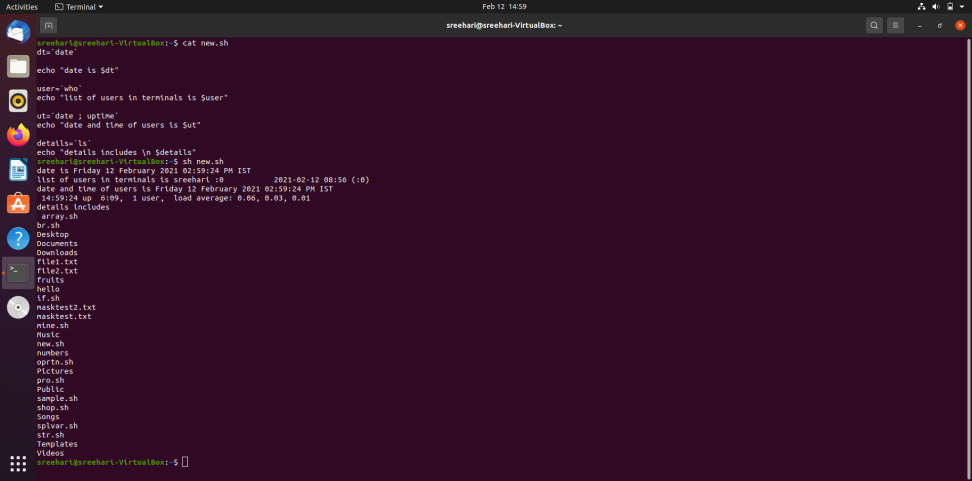 Activities
Terminal
Feb 12 14:59
sreehari@sreehari-VirtualBox: ~
sreehari@sreehari-VirtualBox:~$ cat new.sh
dt=`date`
echo "date is $dt"
user=`who`
echo "list of users in terminals is $user"
ut=`date ; uptime`
echo "date and time of users is $ut"
details=`ls`
echo "details includes \n $details"
sreehari@sreehari-VirtualBox:~$ sh new.sh
date is Friday 12 February 2021 02:59:24 PM IST
list of users in terminals is sreehari :0           2021-02-12 08:56 (:0)
date and time of users is Friday 12 February 2021 02:59:24 PM IST
 14:59:24 up  6:09,  1 user,  load average: 0.06, 0.03, 0.01
details includes
 array.sh
br.sh
Desktop
Documents
Downloads
file1.txt
file2.txt
fruits
hello
if.sh
masktest2.txt
masktest.txt
mine.sh
Music
new.sh
numbers
oprtn.sh
Pictures
pro.sh
Public
sample.sh
shop.sh
Songs
splvar.sh
str.sh
Templates
Videos
sreehari@sreehari-VirtualBox:~$